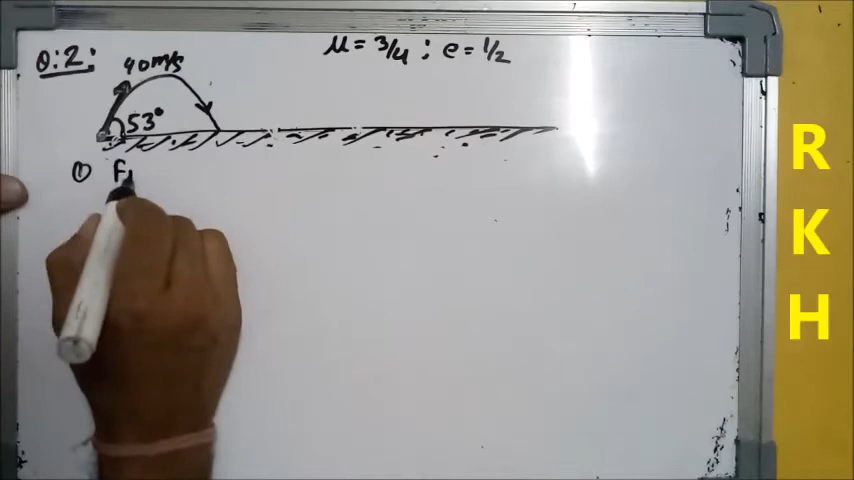 Q:2:
40 m/s
μ = 3/4 ; e = 1/2
53°
① F
R
K
H